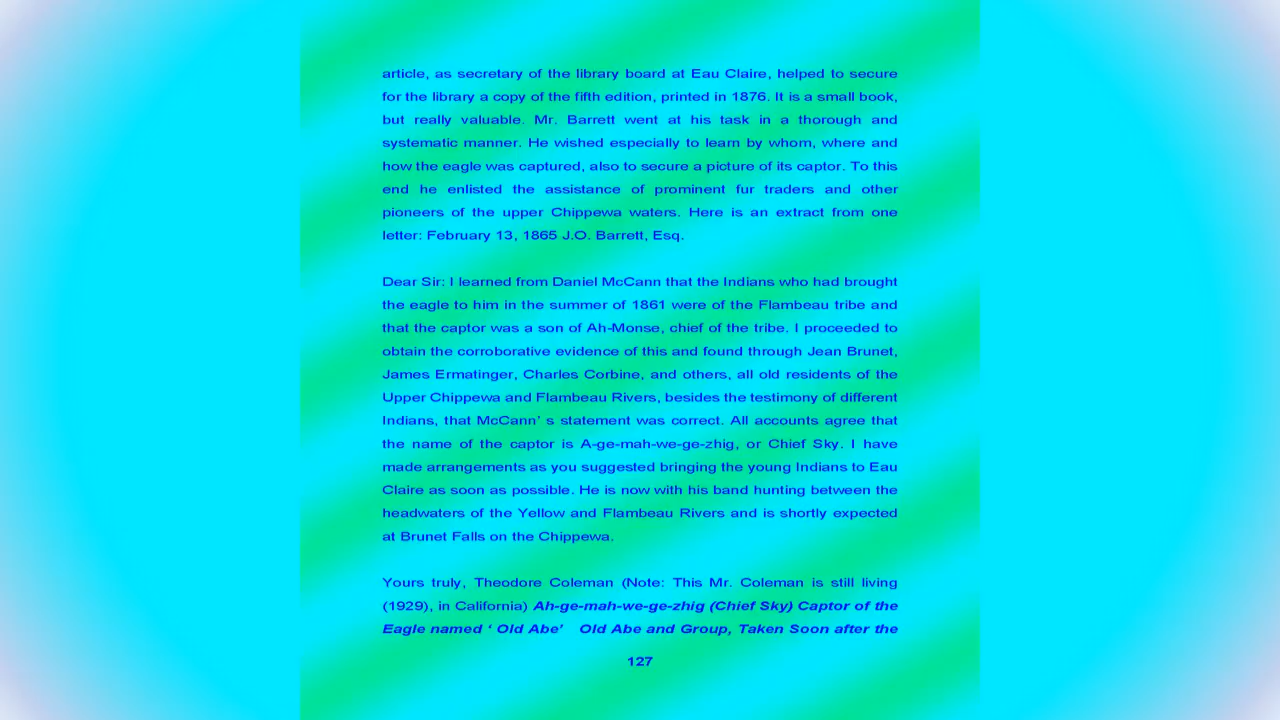 article, as secretary of the library board at Eau Claire, helped to secure
for the library a copy of the fifth edition, printed in 1876. It is a small book,
but really valuable. Mr. Barrett went at his task in a thorough and
systematic manner. He wished especially to learn by whom, where and
how the eagle was captured, also to secure a picture of its captor. To this
end he enlisted the assistance of prominent fur traders and other
pioneers of the upper Chippewa waters. Here is an extract from one
letter: February 13, 1865 J.O. Barrett, Esq.
Dear Sir: I learned from Daniel McCann that the Indians who had brought
the eagle to him in the summer of 1861 were of the Flambeau tribe and
that the captor was a son of Ah-Monse, chief of the tribe. I proceeded to
obtain the corroborative evidence of this and found through Jean Brunet,
James Ermatinger, Charles Corbine, and others, all old residents of the
Upper Chippewa and Flambeau Rivers, besides the testimony of different
Indians, that McCann’ s statement was correct. All accounts agree that
the name of the captor is A-ge-mah-we-ge-zhig, or Chief Sky. I have
made arrangements as you suggested bringing the young Indians to Eau
Claire as soon as possible. He is now with his band hunting between the
headwaters of the Yellow and Flambeau Rivers and is shortly expected
at Brunet Falls on the Chippewa.
Yours truly, Theodore Coleman (Note: This Mr. Coleman is still living
(1929), in California) Ah-ge-mah-we-ge-zhig (Chief Sky) Captor of the
Eagle named ‘ Old Abe’ Old Abe and Group, Taken Soon after the
127